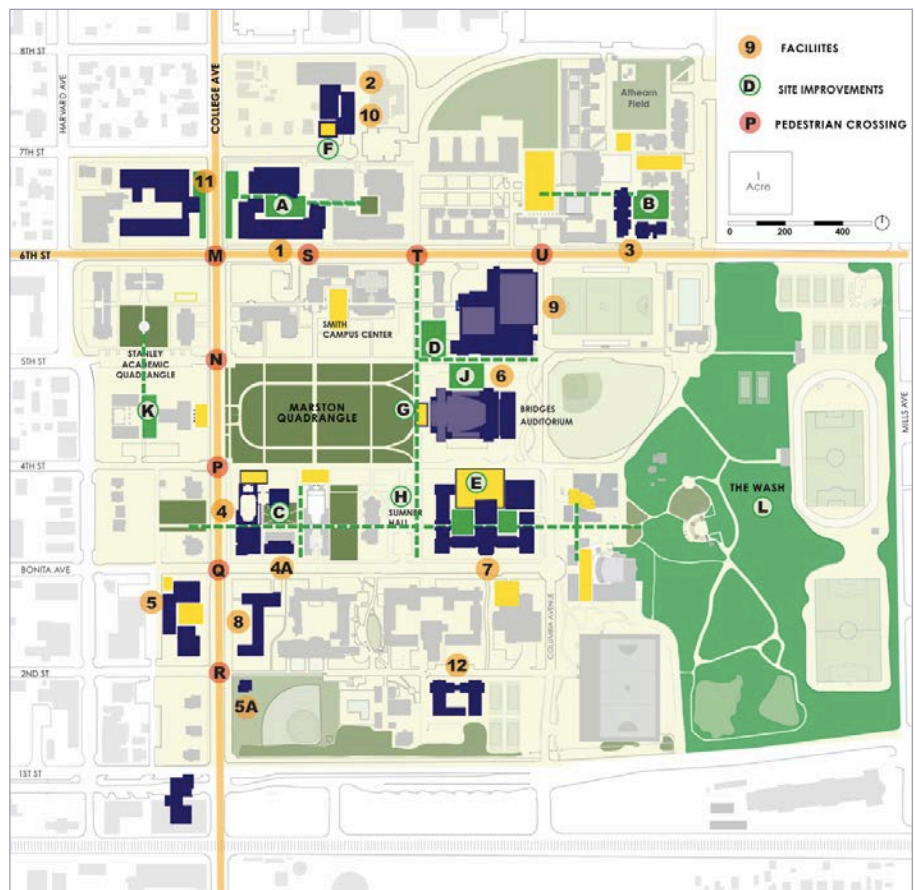 8TH ST
HARVARD AVE
COLLEGE AVE
2
10
F
Athearn
Field
9 FACILIITES
D SITE IMPROVEMENTS
P PEDESTRIAN CROSSING
1
Acre
0 200 400
7TH ST
11
A
B
6TH ST
M
1
S
T
U
3
SMITH
CAMPUS CENTER
9
D
STANLEY
ACADEMIC
QUADRANGLE
5TH ST
N
J
6
K
MARSTON
QUADRANGLE
G
BRIDGES
AUDITORIUM
MILLS AVE
4TH ST
P
4
C
H
SUMNER
HALL
E
THE WASH
L
BONITA AVE
Q
4A
7
5
8
COLUMBIA AVENUE
2ND ST
R
5A
12
1ST ST